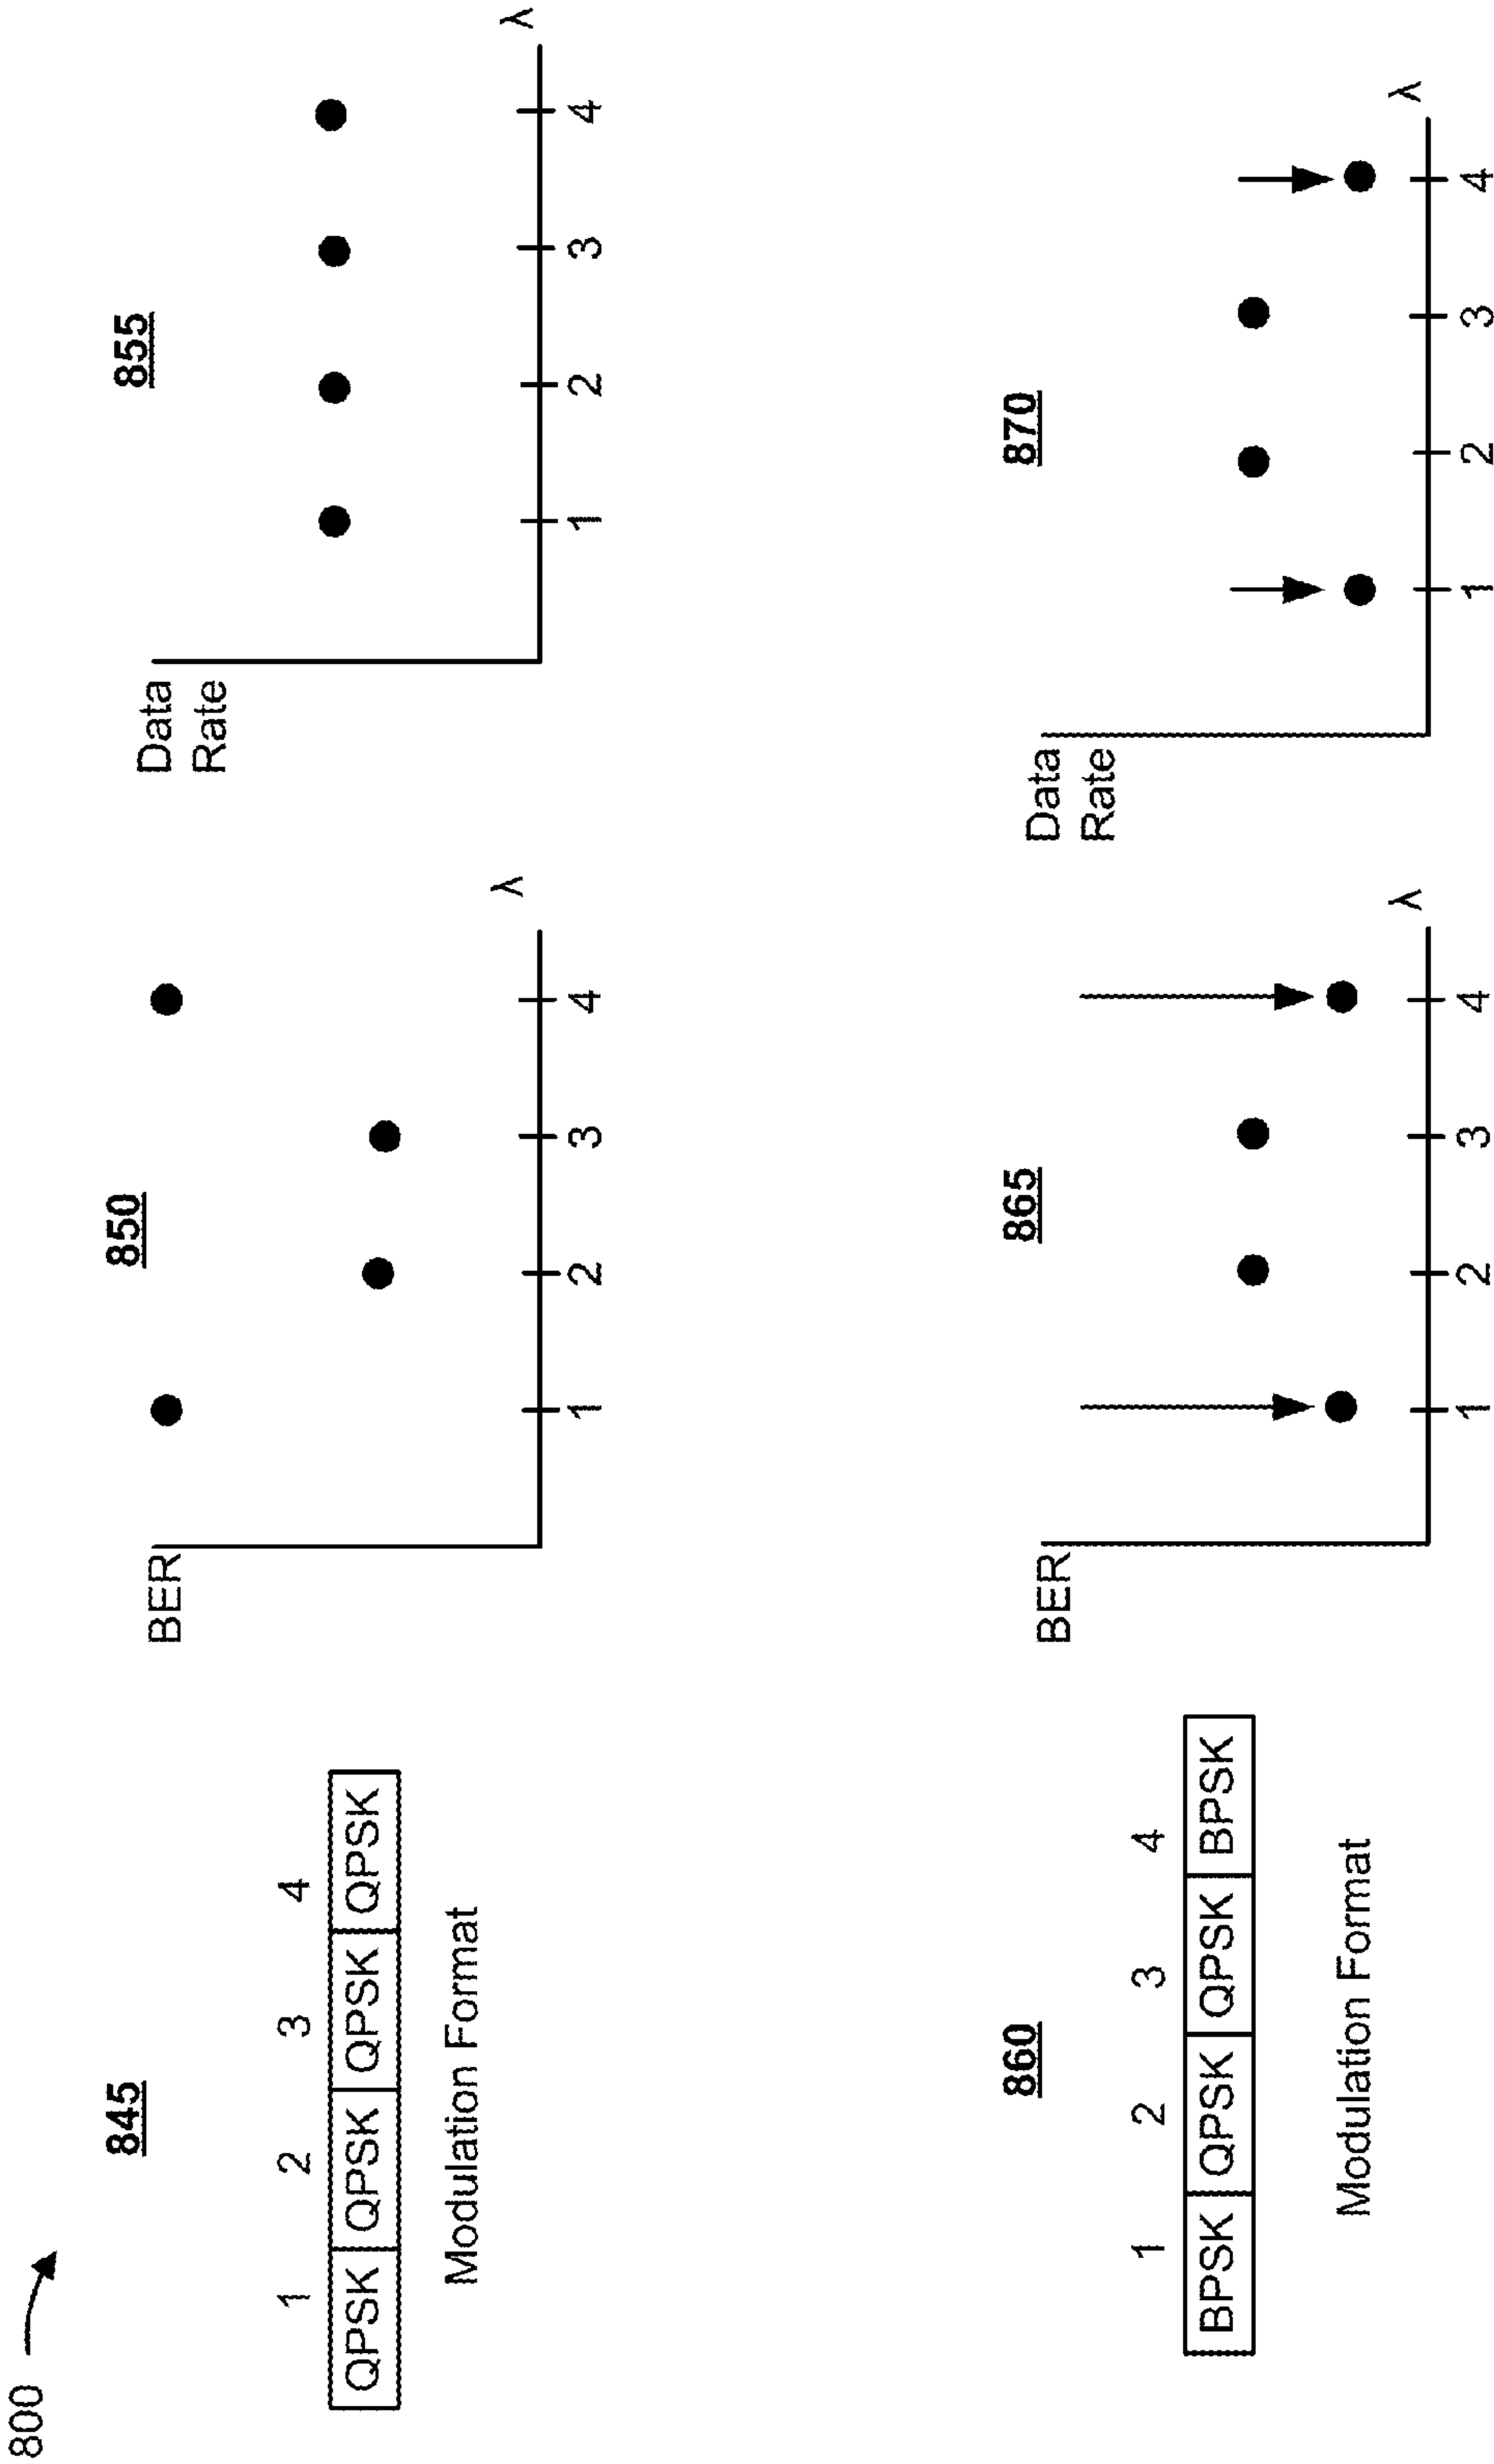 800
845
1 2 3 4
QPSK QPSK QPSK QPSK
Modulation Format
850
BER
λ
1 2 3 4
855
Data
Rate
λ
1 2 3 4
860
1 2 3 4
BPSK QPSK QPSK BPSK
Modulation Format
865
BER
λ
1 2 3 4
870
Data
Rate
λ
1 2 3 4